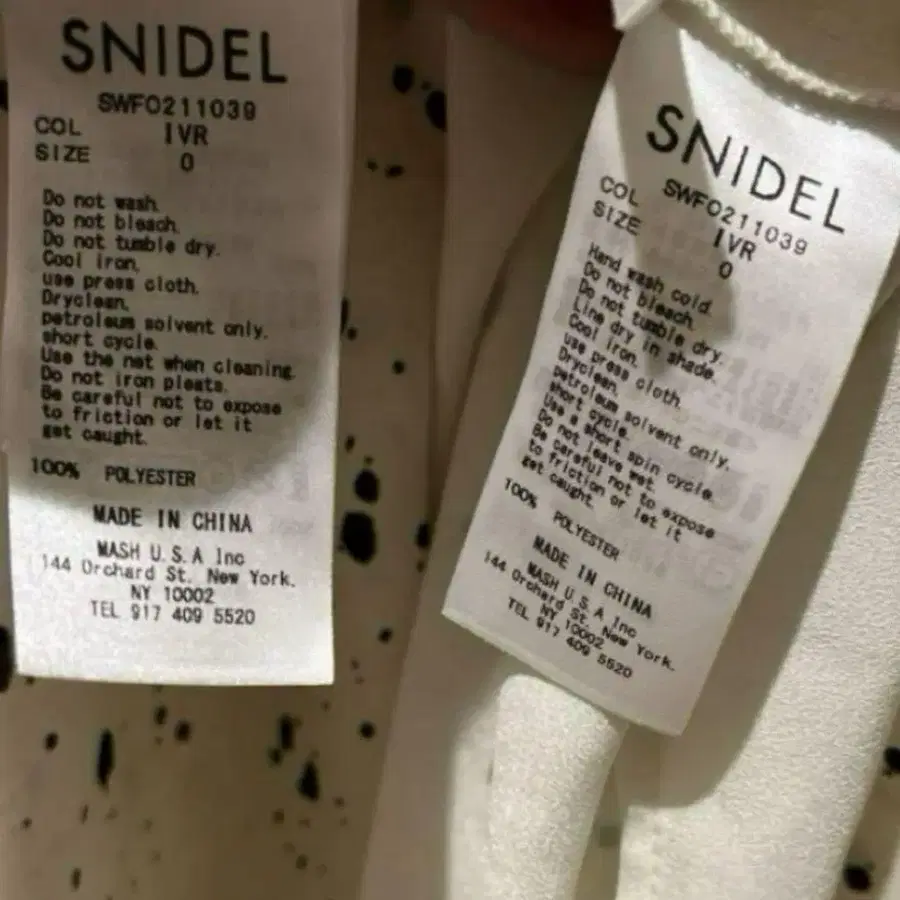 SNIDEL
SWFO211039
COL IVR
SIZE 0
Do not wash.
Do not bleach.
Do not tumble dry.
Cool iron,
use press cloth.
Dryclean,
petroleum solvent only.
short cycle.
Use the net when cleaning.
Do not iron pleats.
Be careful not to expose
to friction or let it
get caught.
100% POLYESTER
MADE IN CHINA
MASH U.S.A Inc
144 Orchard St. New York.
NY 10002
TEL 917 409 5520
SNIDEL
SWFO211039
COL IVR
SIZE 0
Hand wash cold.
Do not bleach.
Do not tumble dry.
Line dry in shade.
Cool iron.
use press cloth.
Dryclean.
petroleum solvent only.
short cycle.
Use a short spin cycle.
Do not leave wet.
Be careful not to expose
to friction or let it
get caught.
100% POLYESTER
MADE IN CHINA
MASH U.S.A Inc
144 Orchard St. New York.
NY 10002
TEL 917 409 5520